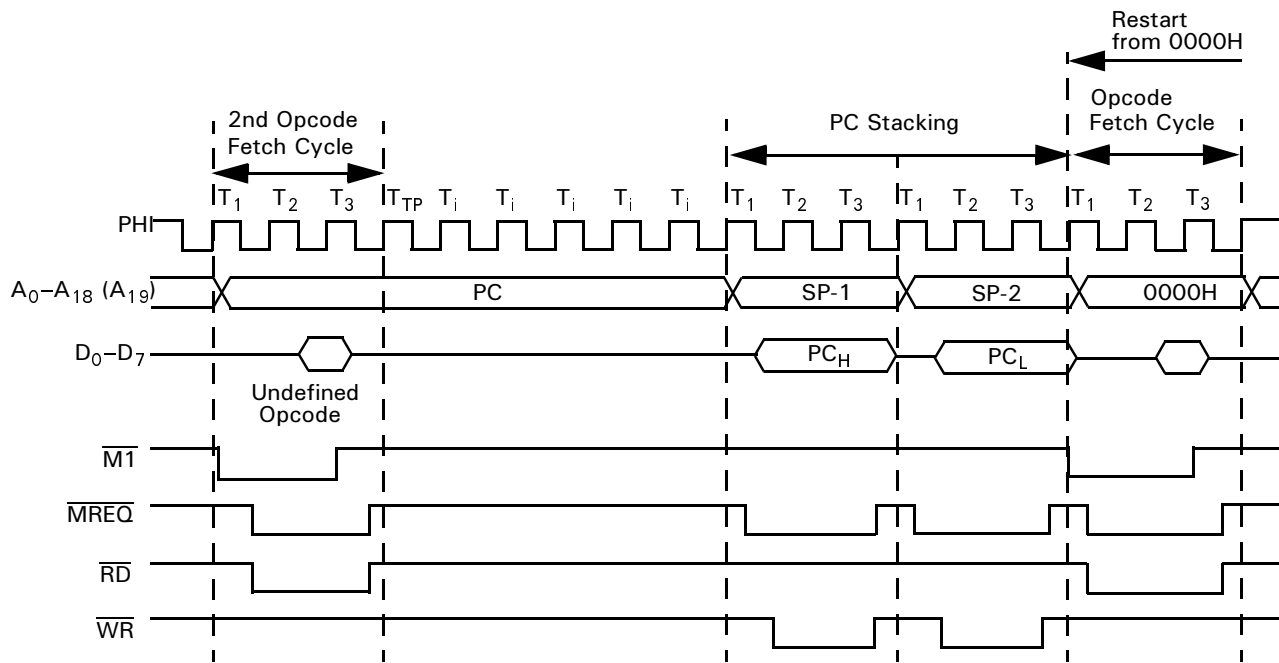 Restart
from 0000H
2nd Opcode
Fetch Cycle
PC Stacking
Opcode
Fetch Cycle
T1 T2 T3 TTP Ti Ti Ti Ti Ti T1 T2 T3 T1 T2 T3 T1 T2 T3
PHI
A0–A18 (A19) PC SP-1 SP-2 0000H
D0–D7 PCH PCL
Undefined
Opcode
M1
MREQ
RD
WR